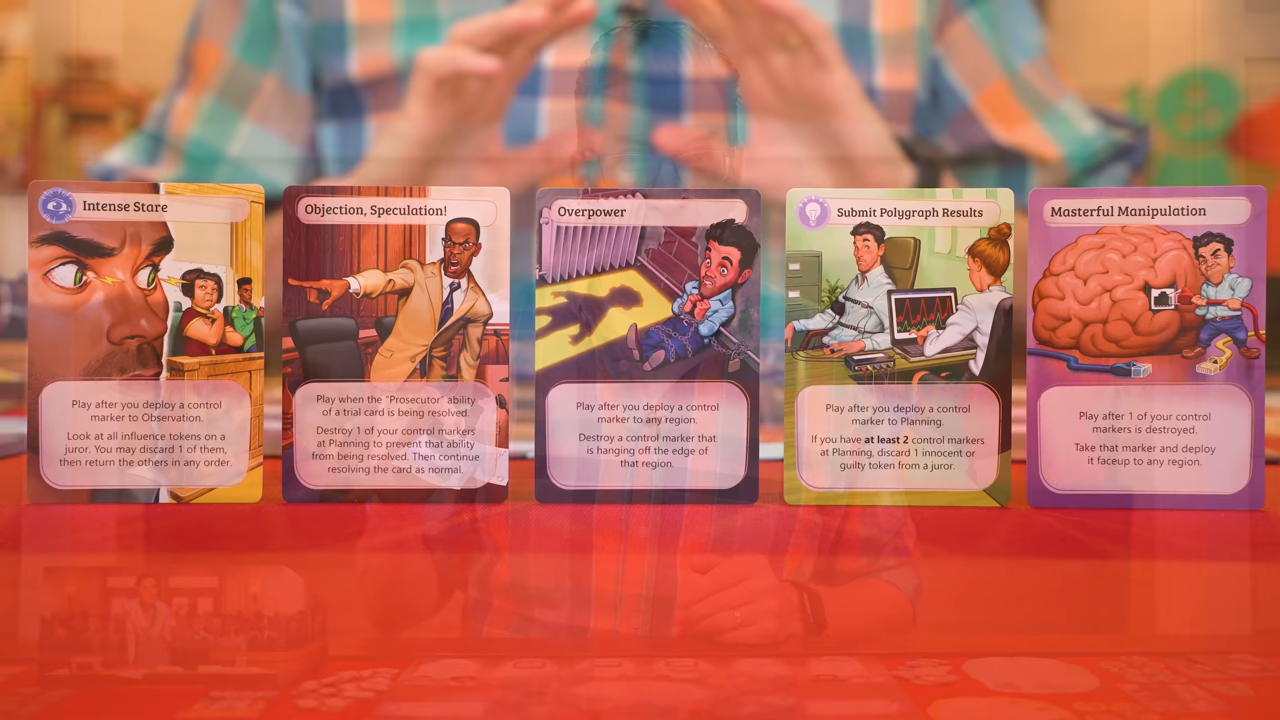 Intense Stare
Play after you deploy a control
marker to Observation.
Look at all influence tokens on a
juror. You may discard 1 of them,
then return the others in any order.
Objection, Speculation!
Play when the "Prosecutor" ability
of a trial card is being resolved.
Destroy 1 of your control markers
at Planning to prevent that ability
from being resolved. Then continue
resolving the card as normal.
Overpower
Play after you deploy a control
marker to any region.
Destroy a control marker that
is hanging off the edge of
that region.
Submit Polygraph Results
Play after you deploy a control
marker to Planning.
If you have at least 2 control markers
at Planning, discard 1 innocent or
guilty token from a juror.
Masterful Manipulation
Play after 1 of your control
markers is destroyed.
Take that marker and deploy
it faceup to any region.